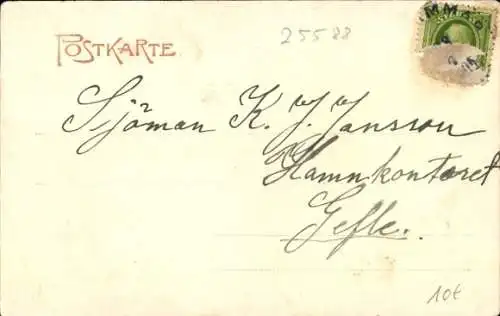 POSTKARTE
25588
Sjöman K. J. Jansson
Hamnkontoret
Gefle.
10€